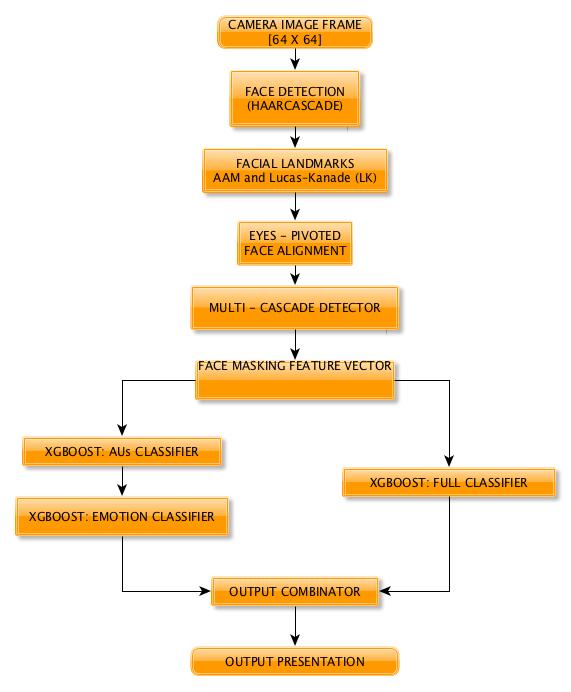 CAMERA IMAGE FRAME
[64 X 64]
FACE DETECTION
(HAARCASCADE)
FACIAL LANDMARKS
AAM and Lucas-Kanade (LK)
EYES - PIVOTED
FACE ALIGNMENT
MULTI - CASCADE DETECTOR
FACE MASKING FEATURE VECTOR
XGBOOST: AUs CLASSIFIER
XGBOOST: EMOTION CLASSIFIER
XGBOOST: FULL CLASSIFIER
OUTPUT COMBINATOR
OUTPUT PRESENTATION